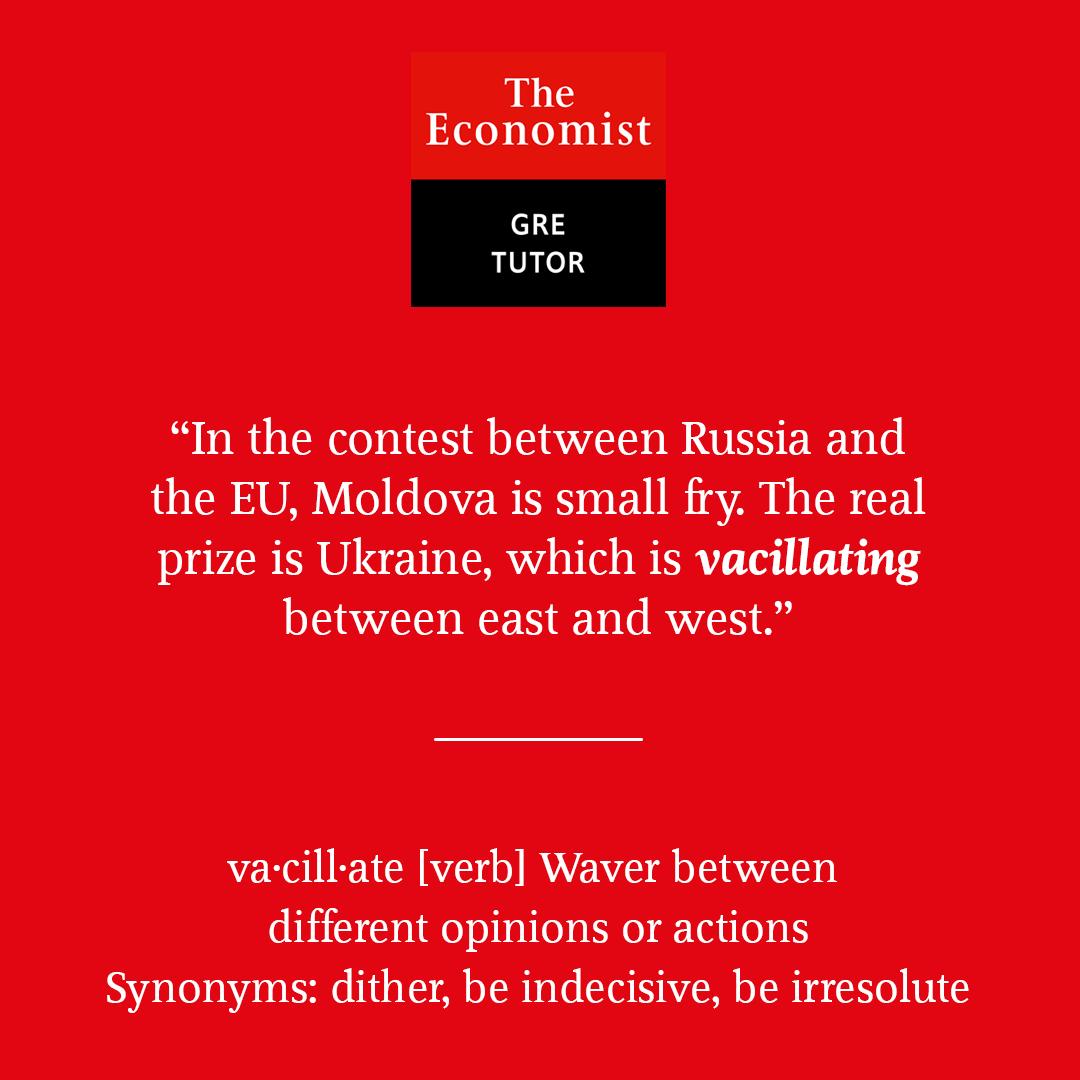 The
Economist
GRE
TUTOR
“In the contest between Russia and
the EU, Moldova is small fry. The real
prize is Ukraine, which is vacillating
between east and west.”
va·cill·ate [verb] Waver between
different opinions or actions
Synonyms: dither, be indecisive, be irresolute